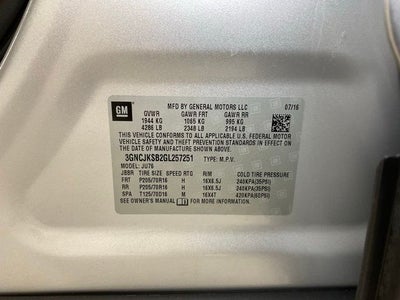 MFD BY GENERAL MOTORS LLC 07/16
GM GVWR GAWR FRT GAWR RR
1944 KG 1065 KG 995 KG
4286 LB 2348 LB 2194 LB
THIS VEHICLE CONFORMS TO ALL APPLICABLE U.S. FEDERAL MOTOR
VEHICLE SAFETY AND THEFT PREVENTION STANDARDS IN EFFECT ON
THE DATE OF MANUFACTURE SHOWN ABOVE.
3GNCJKSB2GL257251 TYPE: M.P.V.
MODEL: JU76
TIRE SIZE SPEED RTG RIM COLD TIRE PRESSURE
FRT P205/70R16 H 16X6.5J 240KPA(35PSI)
RR P205/70R16 H 16X6.5J 240KPA(35PSI)
SPA T125/70D16 M 16X4T 420KPA(60PSI)
SEE OWNER'S MANUAL FOR MORE INFORMATION.